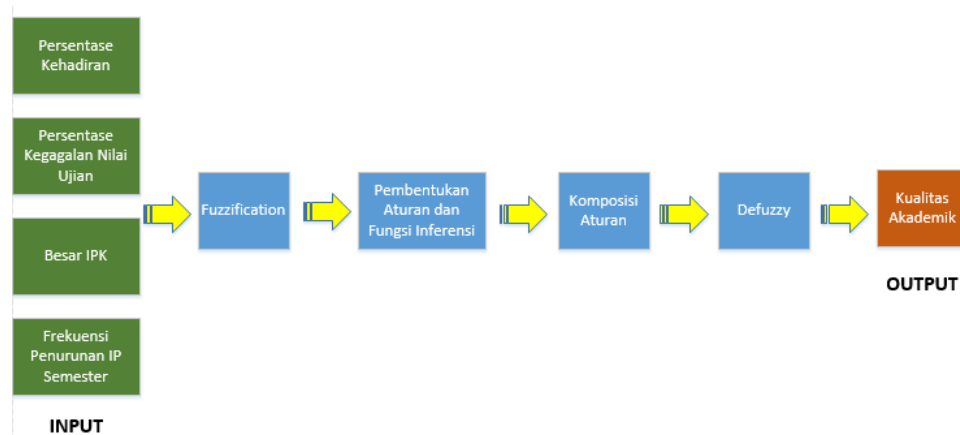 Persentase
Kehadiran
Persentase
Kegagalan Nilai
Ujian
Besar IPK
Frekuensi
Penurunan IP
Semester
INPUT
Fuzzification
Pembentukan
Aturan dan
Fungsi Inferensi
Komposisi
Aturan
Defuzzy
Kualitas
Akademik
OUTPUT